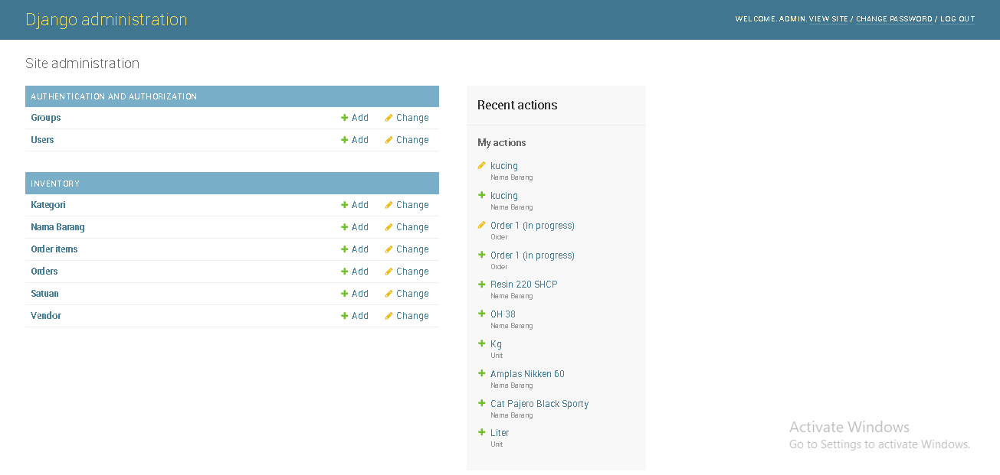 Django administration
WELCOME, ADMIN. VIEW SITE / CHANGE PASSWORD / LOG OUT
Site administration
AUTHENTICATION AND AUTHORIZATION
Groups Add Change
Users Add Change
INVENTORY
Kategori Add Change
Nama Barang Add Change
Order items Add Change
Orders Add Change
Satuan Add Change
Vendor Add Change
Recent actions
My actions
kucing
Nama Barang
kucing
Nama Barang
Order 1 (in progress)
Order
Order 1 (in progress)
Order
Resin 220 SHCP
Nama Barang
OH 38
Nama Barang
Kg
Unit
Amplas Nikken 60
Nama Barang
Cat Pajero Black Sporty
Nama Barang
Liter
Unit
Activate Windows
Go to Settings to activate Windows.